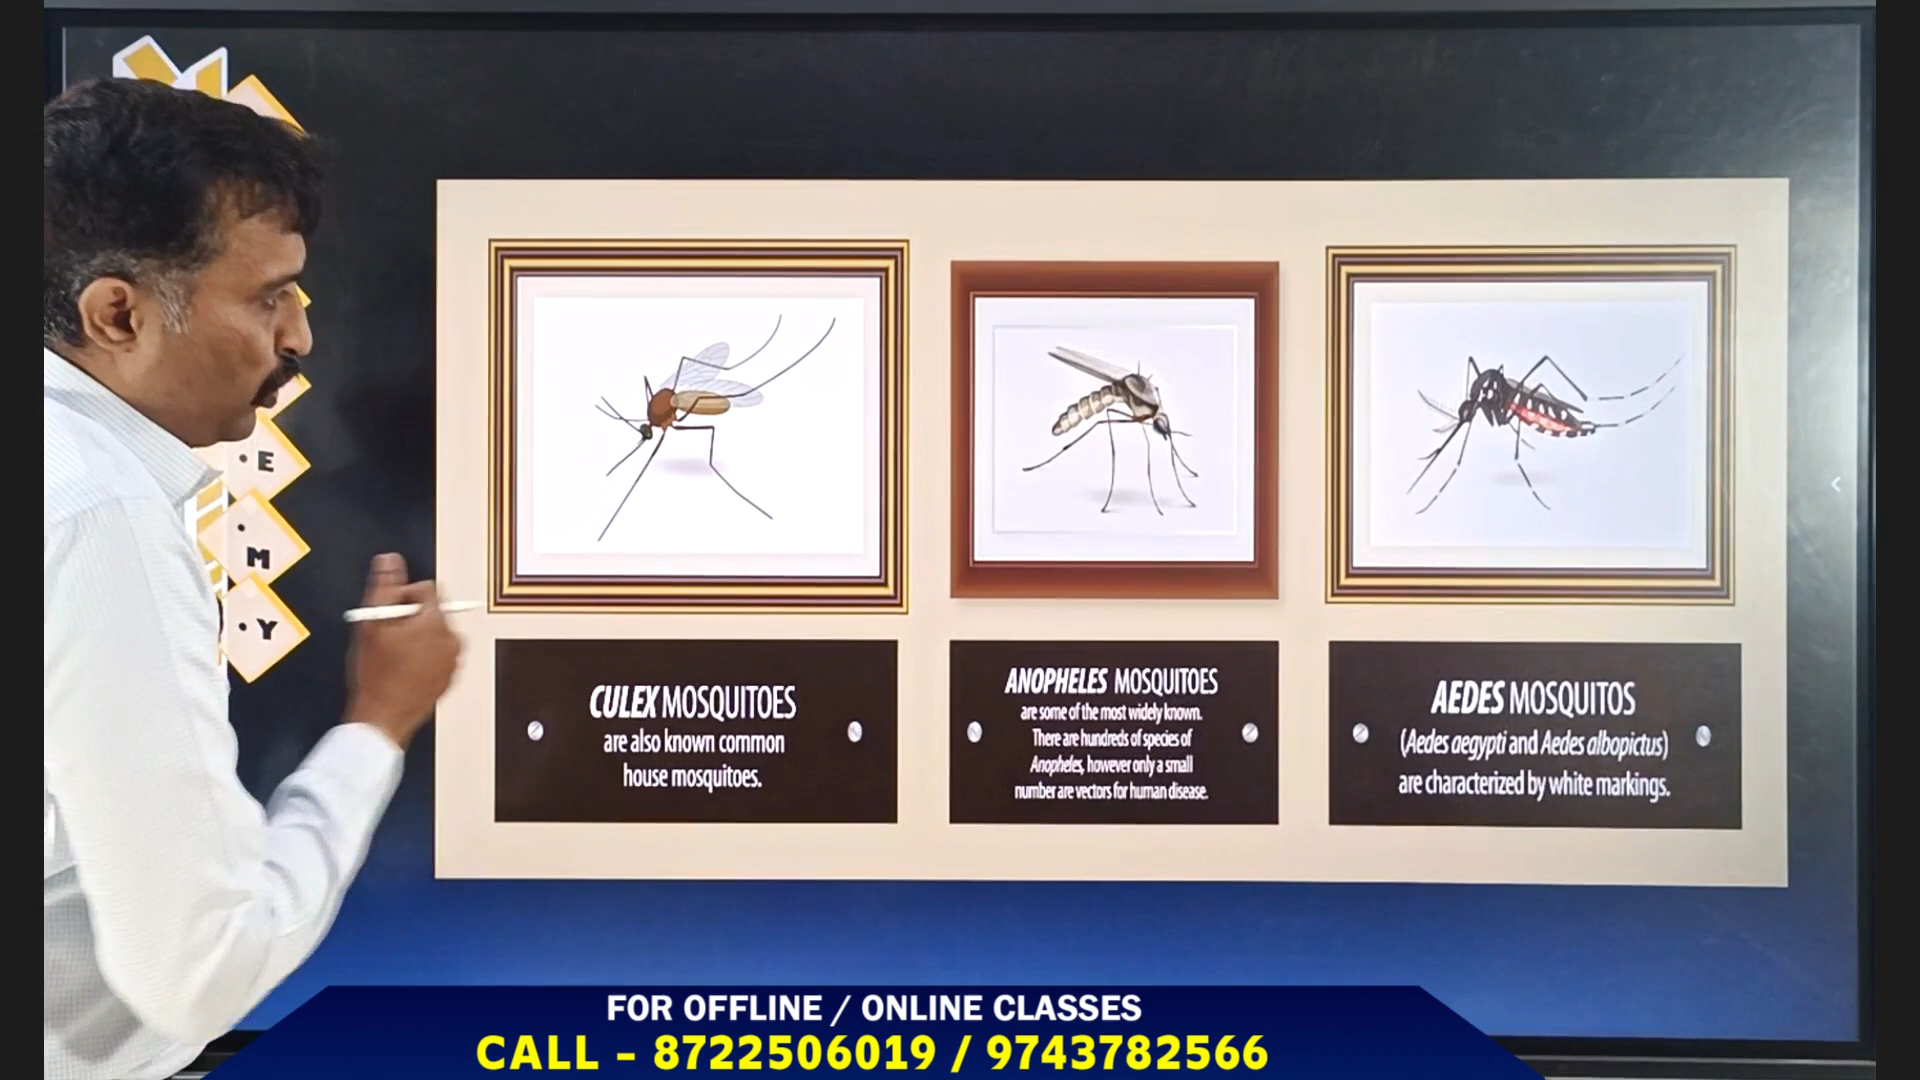 E
M
Y
CULEX MOSQUITOES
are also known common
house mosquitoes.
ANOPHELES MOSQUITOES
are some of the most widely known.
There are hundreds of species of
Anopheles, however only a small
number are vectors for human disease.
AEDES MOSQUITOS
(Aedes aegypti and Aedes albopictus)
are characterized by white markings.
FOR OFFLINE / ONLINE CLASSES
CALL - 8722506019 / 9743782566